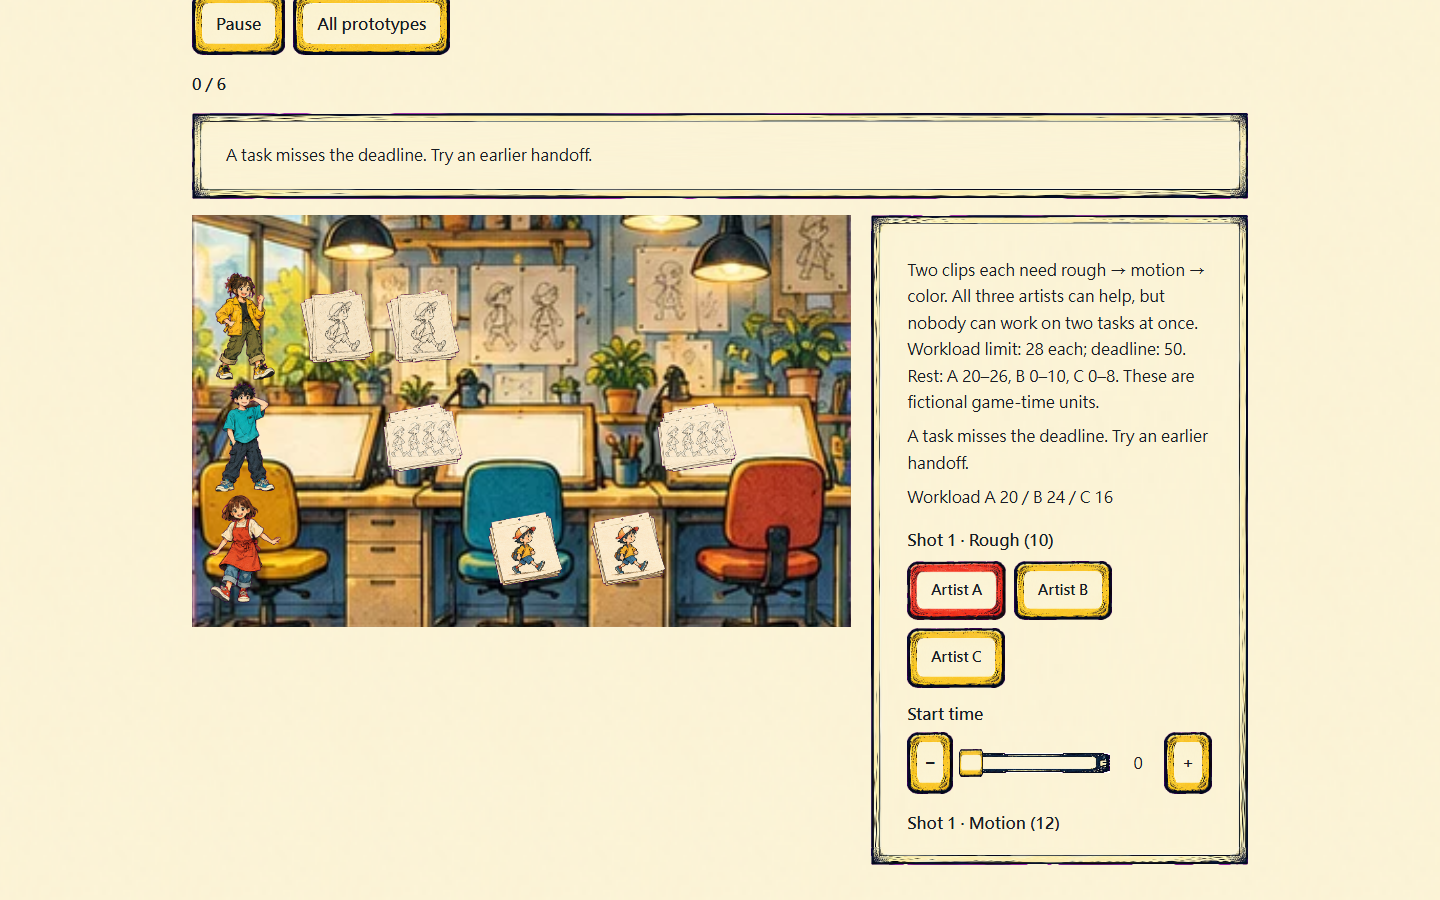 Pause
All prototypes
0 / 6
A task misses the deadline. Try an earlier handoff.
Two clips each need rough → motion →
color. All three artists can help, but
nobody can work on two tasks at once.
Workload limit: 28 each; deadline: 50.
Rest: A 20–26, B 0–10, C 0–8. These are
fictional game-time units.
A task misses the deadline. Try an earlier
handoff.
Workload A 20 / B 24 / C 16
Shot 1 · Rough (10)
Artist A
Artist B
Artist C
Start time
−
0
+
Shot 1 · Motion (12)